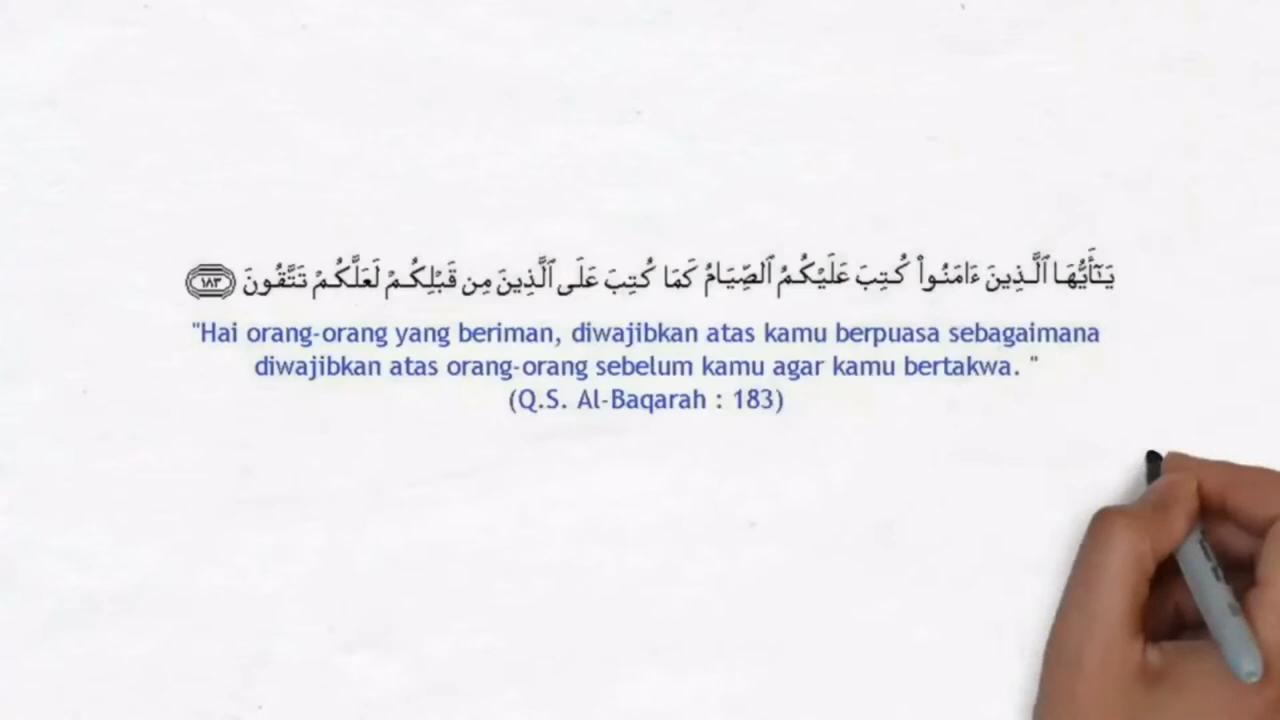 يَـٰٓأَيُّهَا ٱلَّذِينَ ءَامَنُوا۟ كُتِبَ عَلَيْكُمُ ٱلصِّيَامُ كَمَا كُتِبَ عَلَى ٱلَّذِينَ مِن قَبْلِكُمْ لَعَلَّكُمْ تَتَّقُونَ ١٨٣
"Hai orang-orang yang beriman, diwajibkan atas kamu berpuasa sebagaimana
diwajibkan atas orang-orang sebelum kamu agar kamu bertakwa. "
(Q.S. Al-Baqarah : 183)